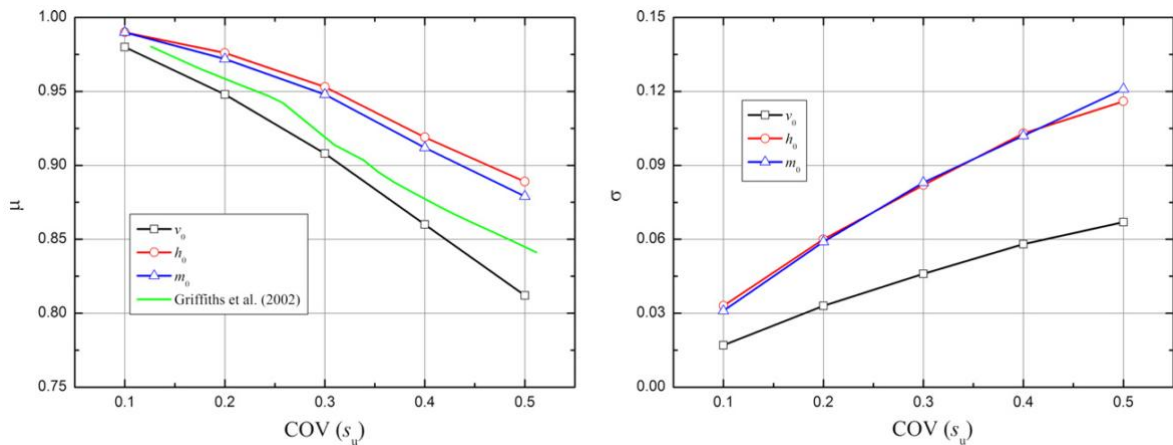 1.00
0.95
0.90
0.85
0.80
0.75
μ
v₀
h₀
m₀
Griffiths et al. (2002)
0.1 0.2 0.3 0.4 0.5
COV (sᵤ)
0.15
0.12
0.09
0.06
0.03
0.00
σ
v₀
h₀
m₀
0.1 0.2 0.3 0.4 0.5
COV (sᵤ)